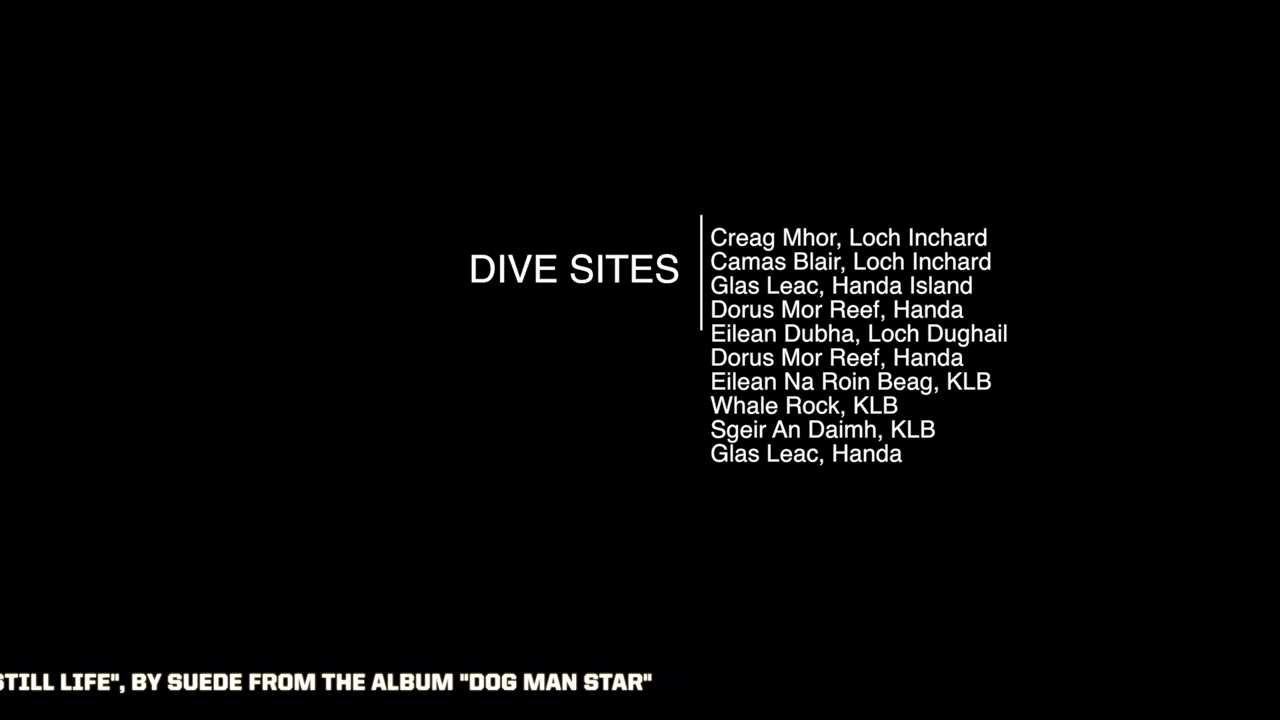 DIVE SITES
Creag Mhor, Loch Inchard
Camas Blair, Loch Inchard
Glas Leac, Handa Island
Dorus Mor Reef, Handa
Eilean Dubha, Loch Dughail
Dorus Mor Reef, Handa
Eilean Na Roin Beag, KLB
Whale Rock, KLB
Sgeir An Daimh, KLB
Glas Leac, Handa
STILL LIFE", BY SUEDE FROM THE ALBUM "DOG MAN STAR"